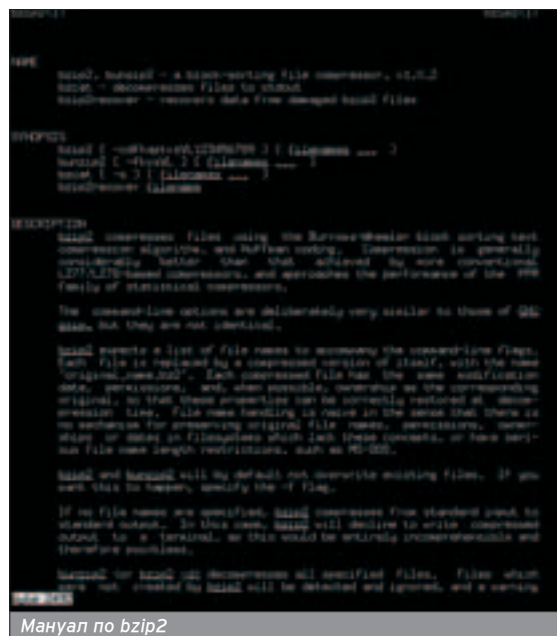 NAME
bzip2, bunzip2 - a block-sorting file compressor, v1.0.2
bzcat - decompresses files to stdout
bzip2recover - recovers data from damaged bzip2 files
SYNOPSIS
bzip2 [ filenames ... ]
bunzip2 [ ] [ filenames ... ]
bzcat [ -s ] [ filenames ... ]
bzip2recover filename
DESCRIPTION
bzip2 compresses files using the Burrows-Wheeler block sorting text
compression algorithm, and Huffman coding. Compression is generally
considerably better than that achieved by more conventional
LZ77/LZ78-based compressors, and approaches the performance of the PPM
family of statistical compressors.
The command-line options are deliberately very similar to those of GNU
gzip, but they are not identical.
bzip2 expects a list of file names to accompany the command-line flags.
Each file is replaced by a compressed version of itself, with the name
"original_name.bz2". Each compressed file has the same modification
date, permissions, and, when possible, ownership as the corresponding
original, so that these properties can be correctly restored at decom-
pression time. File name handling is naive in the sense that there is
no mechanism for preserving original file names, permissions, owner-
ships or dates in filesystems which lack these concepts, or have seri-
ous file name length restrictions, such as MS-DOS.
bzip2 and bunzip2 will by default not overwrite existing files. If you
want this to happen, specify the -f flag.
If no file names are specified, bzip2 compresses from standard input to
standard output. In this case, bzip2 will decline to write compressed
output to a terminal, as this would be entirely incomprehensible and
therefore pointless.
bunzip2 (or bzip2 -d) decompresses all specified files. Files which
were not created by bzip2 will be detected and ignored, and a warning
Мануал по bzip2